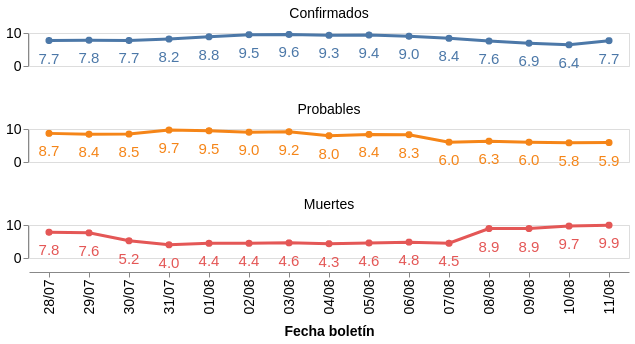 Confirmados
10
0
7.7 7.8 7.7 8.2 8.8 9.5 9.6 9.3 9.4 9.0 8.4 7.6 6.9 6.4 7.7
Probables
10
0
8.7 8.4 8.5 9.7 9.5 9.0 9.2 8.0 8.4 8.3 6.0 6.3 6.0 5.8 5.9
Muertes
10
0
7.8 7.6 5.2 4.0 4.4 4.4 4.6 4.3 4.6 4.8 4.5 8.9 8.9 9.7 9.9
28/07 29/07 30/07 31/07 01/08 02/08 03/08 04/08 05/08 06/08 07/08 08/08 09/08 10/08 11/08
Fecha boletín